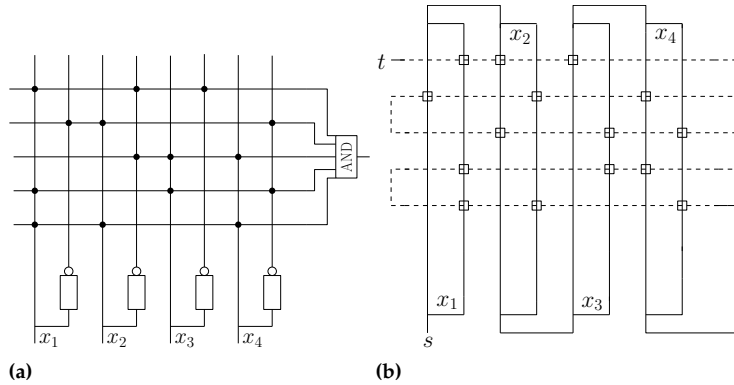 AND
x₁ x₂ x₃ x₄
(a)
x₂ x₄
t
x₁ x₃
s
(b)